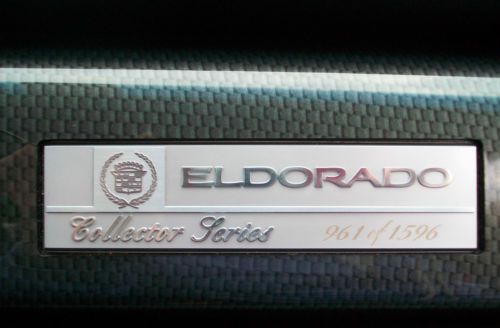 ELDORADO
Collector Series 961 of 1596